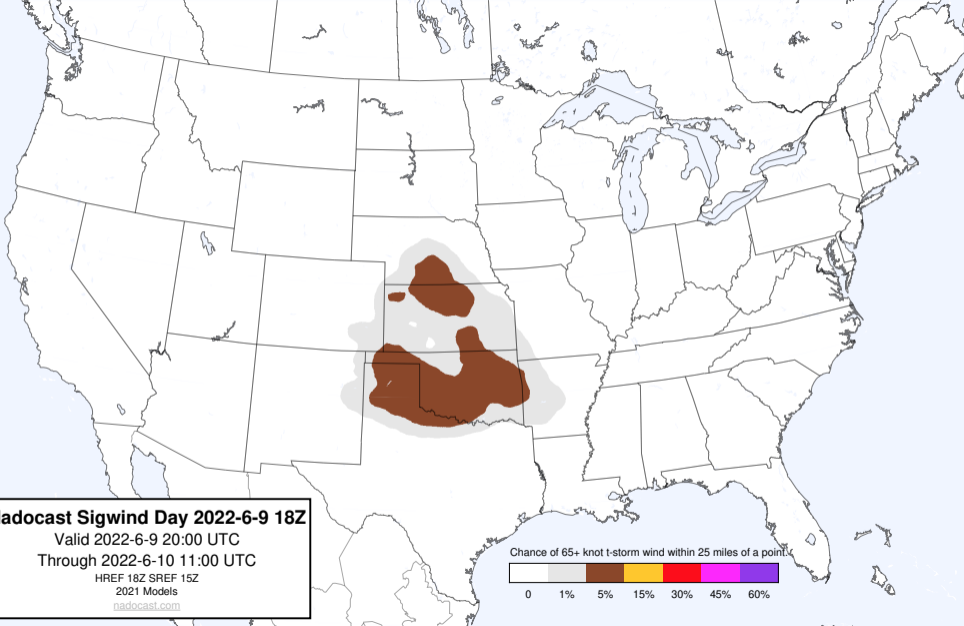 adocast Sigwind Day 2022-6-9 18Z
Valid 2022-6-9 20:00 UTC
Through 2022-6-10 11:00 UTC
HREF 18Z SREF 15Z
2021 Models
nadocast.com
Chance of 65+ knot t-storm wind within 25 miles of a point.
0 1% 5% 15% 30% 45% 60%